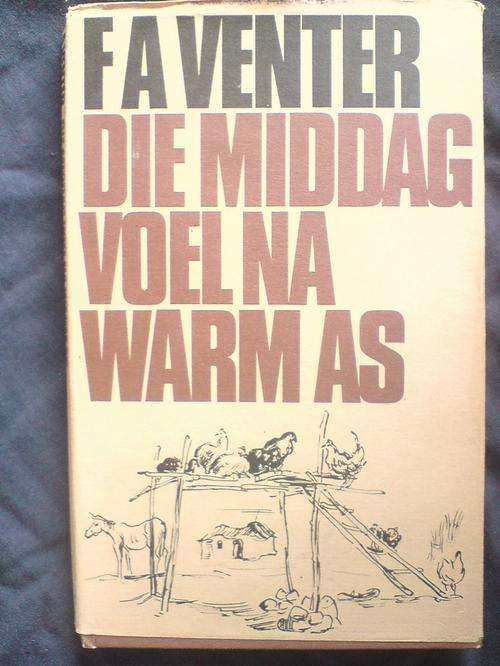 F A VENTER
DIE MIDDAG
VOEL NA
WARM AS